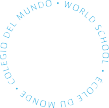 WORLD SCHOOL • ÉCOLE DU MONDE • COLEGIO DEL MUNDO •